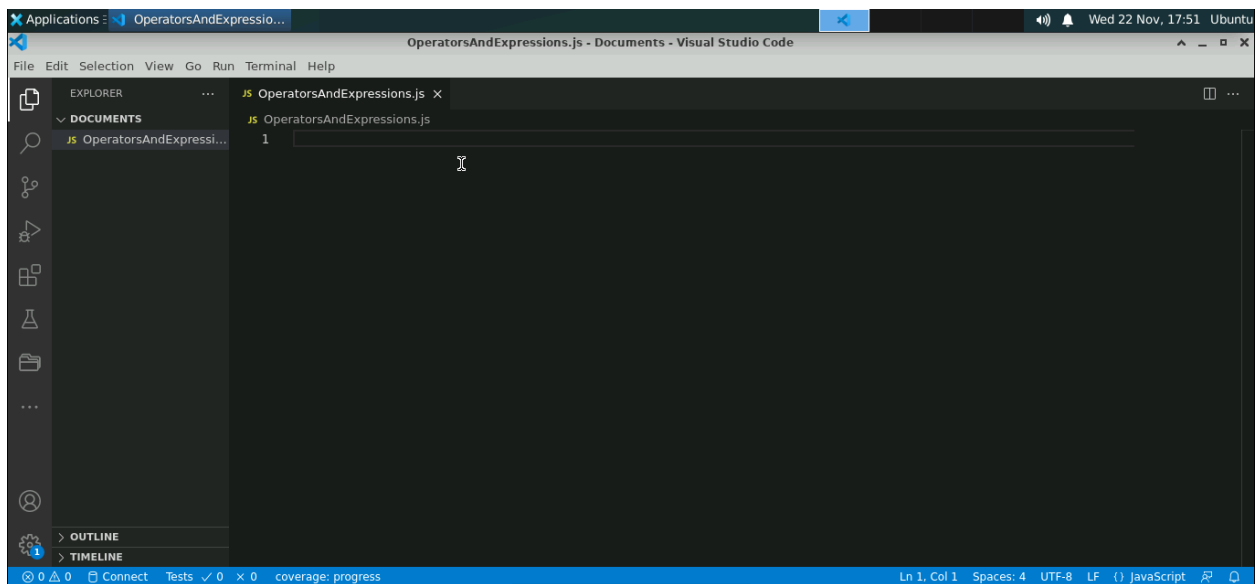 Applications OperatorsAndExpressio... Wed 22 Nov, 17:51 Ubuntu
OperatorsAndExpressions.js - Documents - Visual Studio Code
File Edit Selection View Go Run Terminal Help
EXPLORER ... JS OperatorsAndExpressions.js
DOCUMENTS JS OperatorsAndExpressions.js
JS OperatorsAndExpressi... 1
OUTLINE
1
TIMELINE
0 0 Connect Tests 0 0 coverage: progress Ln 1, Col 1 Spaces: 4 UTF-8 LF {} JavaScript